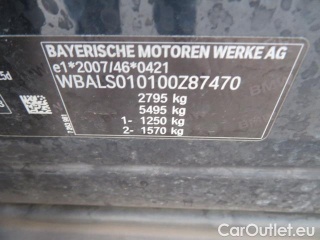 BAYERISCHE MOTOREN WERKE AG
e1*2007/46*0421
WBALS010100Z87470
2795 kg
5495 kg
1- 1250 kg
2- 1570 kg
BMW
CarOutlet.eu